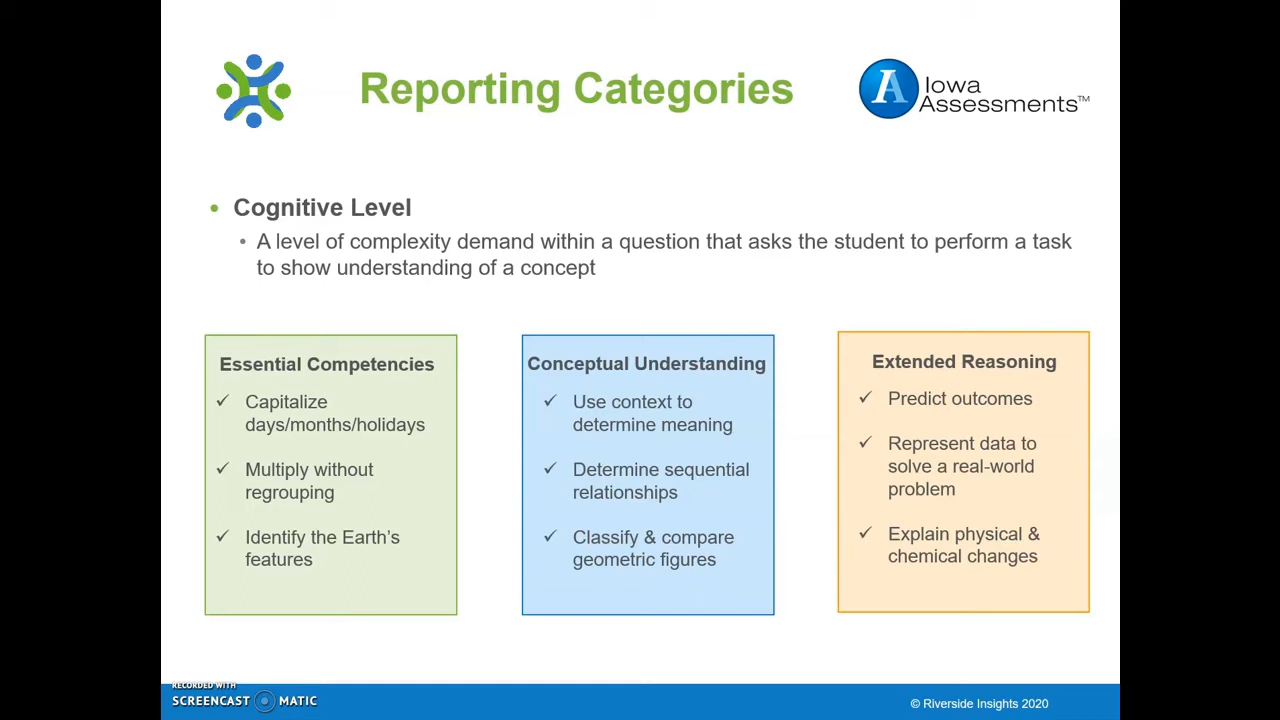 Reporting Categories
A
Iowa
Assessments™
• Cognitive Level
• A level of complexity demand within a question that asks the student to perform a task
to show understanding of a concept
Essential Competencies
✓ Capitalize
days/months/holidays
✓ Multiply without
regrouping
✓ Identify the Earth’s
features
Conceptual Understanding
✓ Use context to
determine meaning
✓ Determine sequential
relationships
✓ Classify & compare
geometric figures
Extended Reasoning
✓ Predict outcomes
✓ Represent data to
solve a real-world
problem
✓ Explain physical &
chemical changes
RECORDED WITH
SCREENCAST MATIC
© Riverside Insights 2020